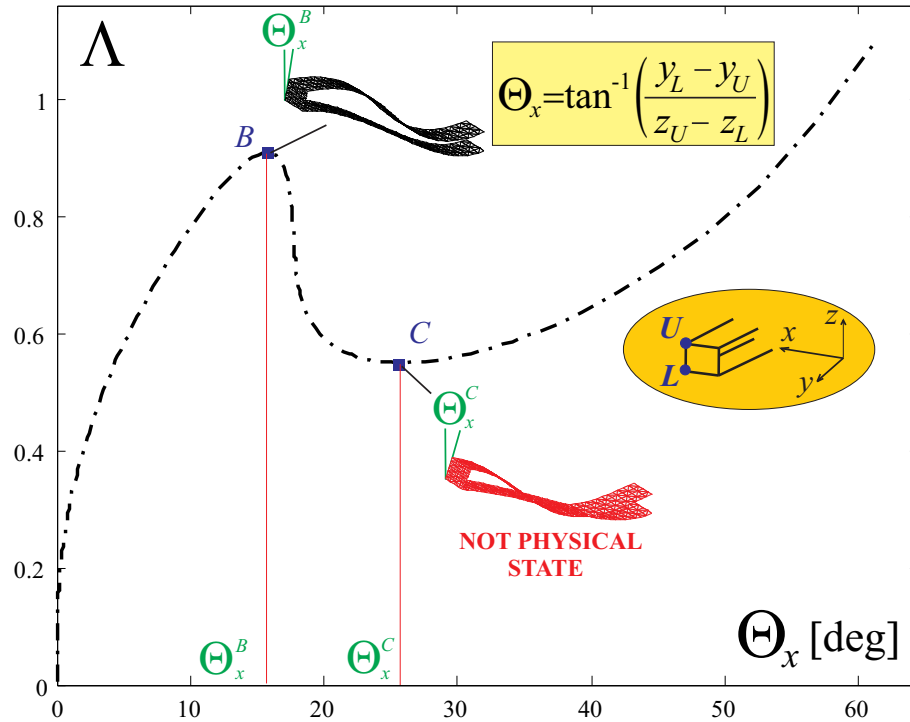 Λ
Θ_x^B
Θ_x=tan^{-1}((y_L − y_U)/(z_U − z_L))
1
B
0.8
0.6
C
U
L
x
z
y
Θ_x^C
0.4
NOT PHYSICAL
STATE
0.2
Θ_x^B
Θ_x^C
Θ_x [deg]
0
0
10
20
30
40
50
60